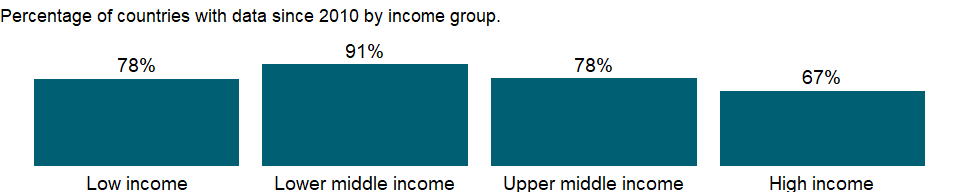 Percentage of countries with data since 2010 by income group.
78%
91%
78%
67%
Low income
Lower middle income
Upper middle income
High income